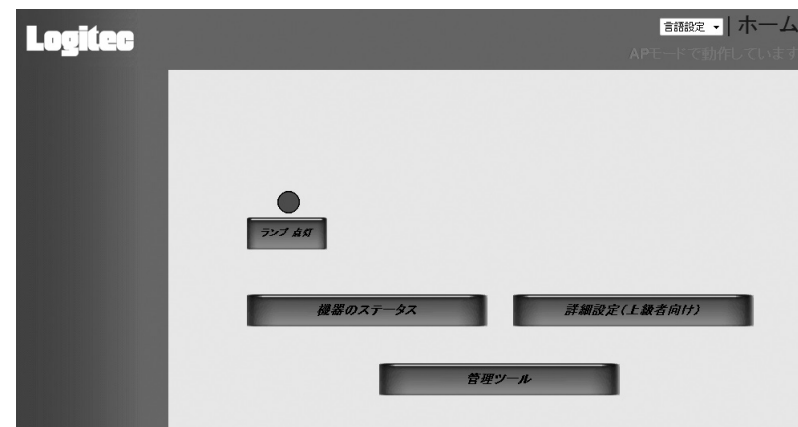 Logitec
言語設定 | ホーム
APモードで動作しています
ランプ 点灯
機器のステータス
詳細設定(上級者向け)
管理ツール